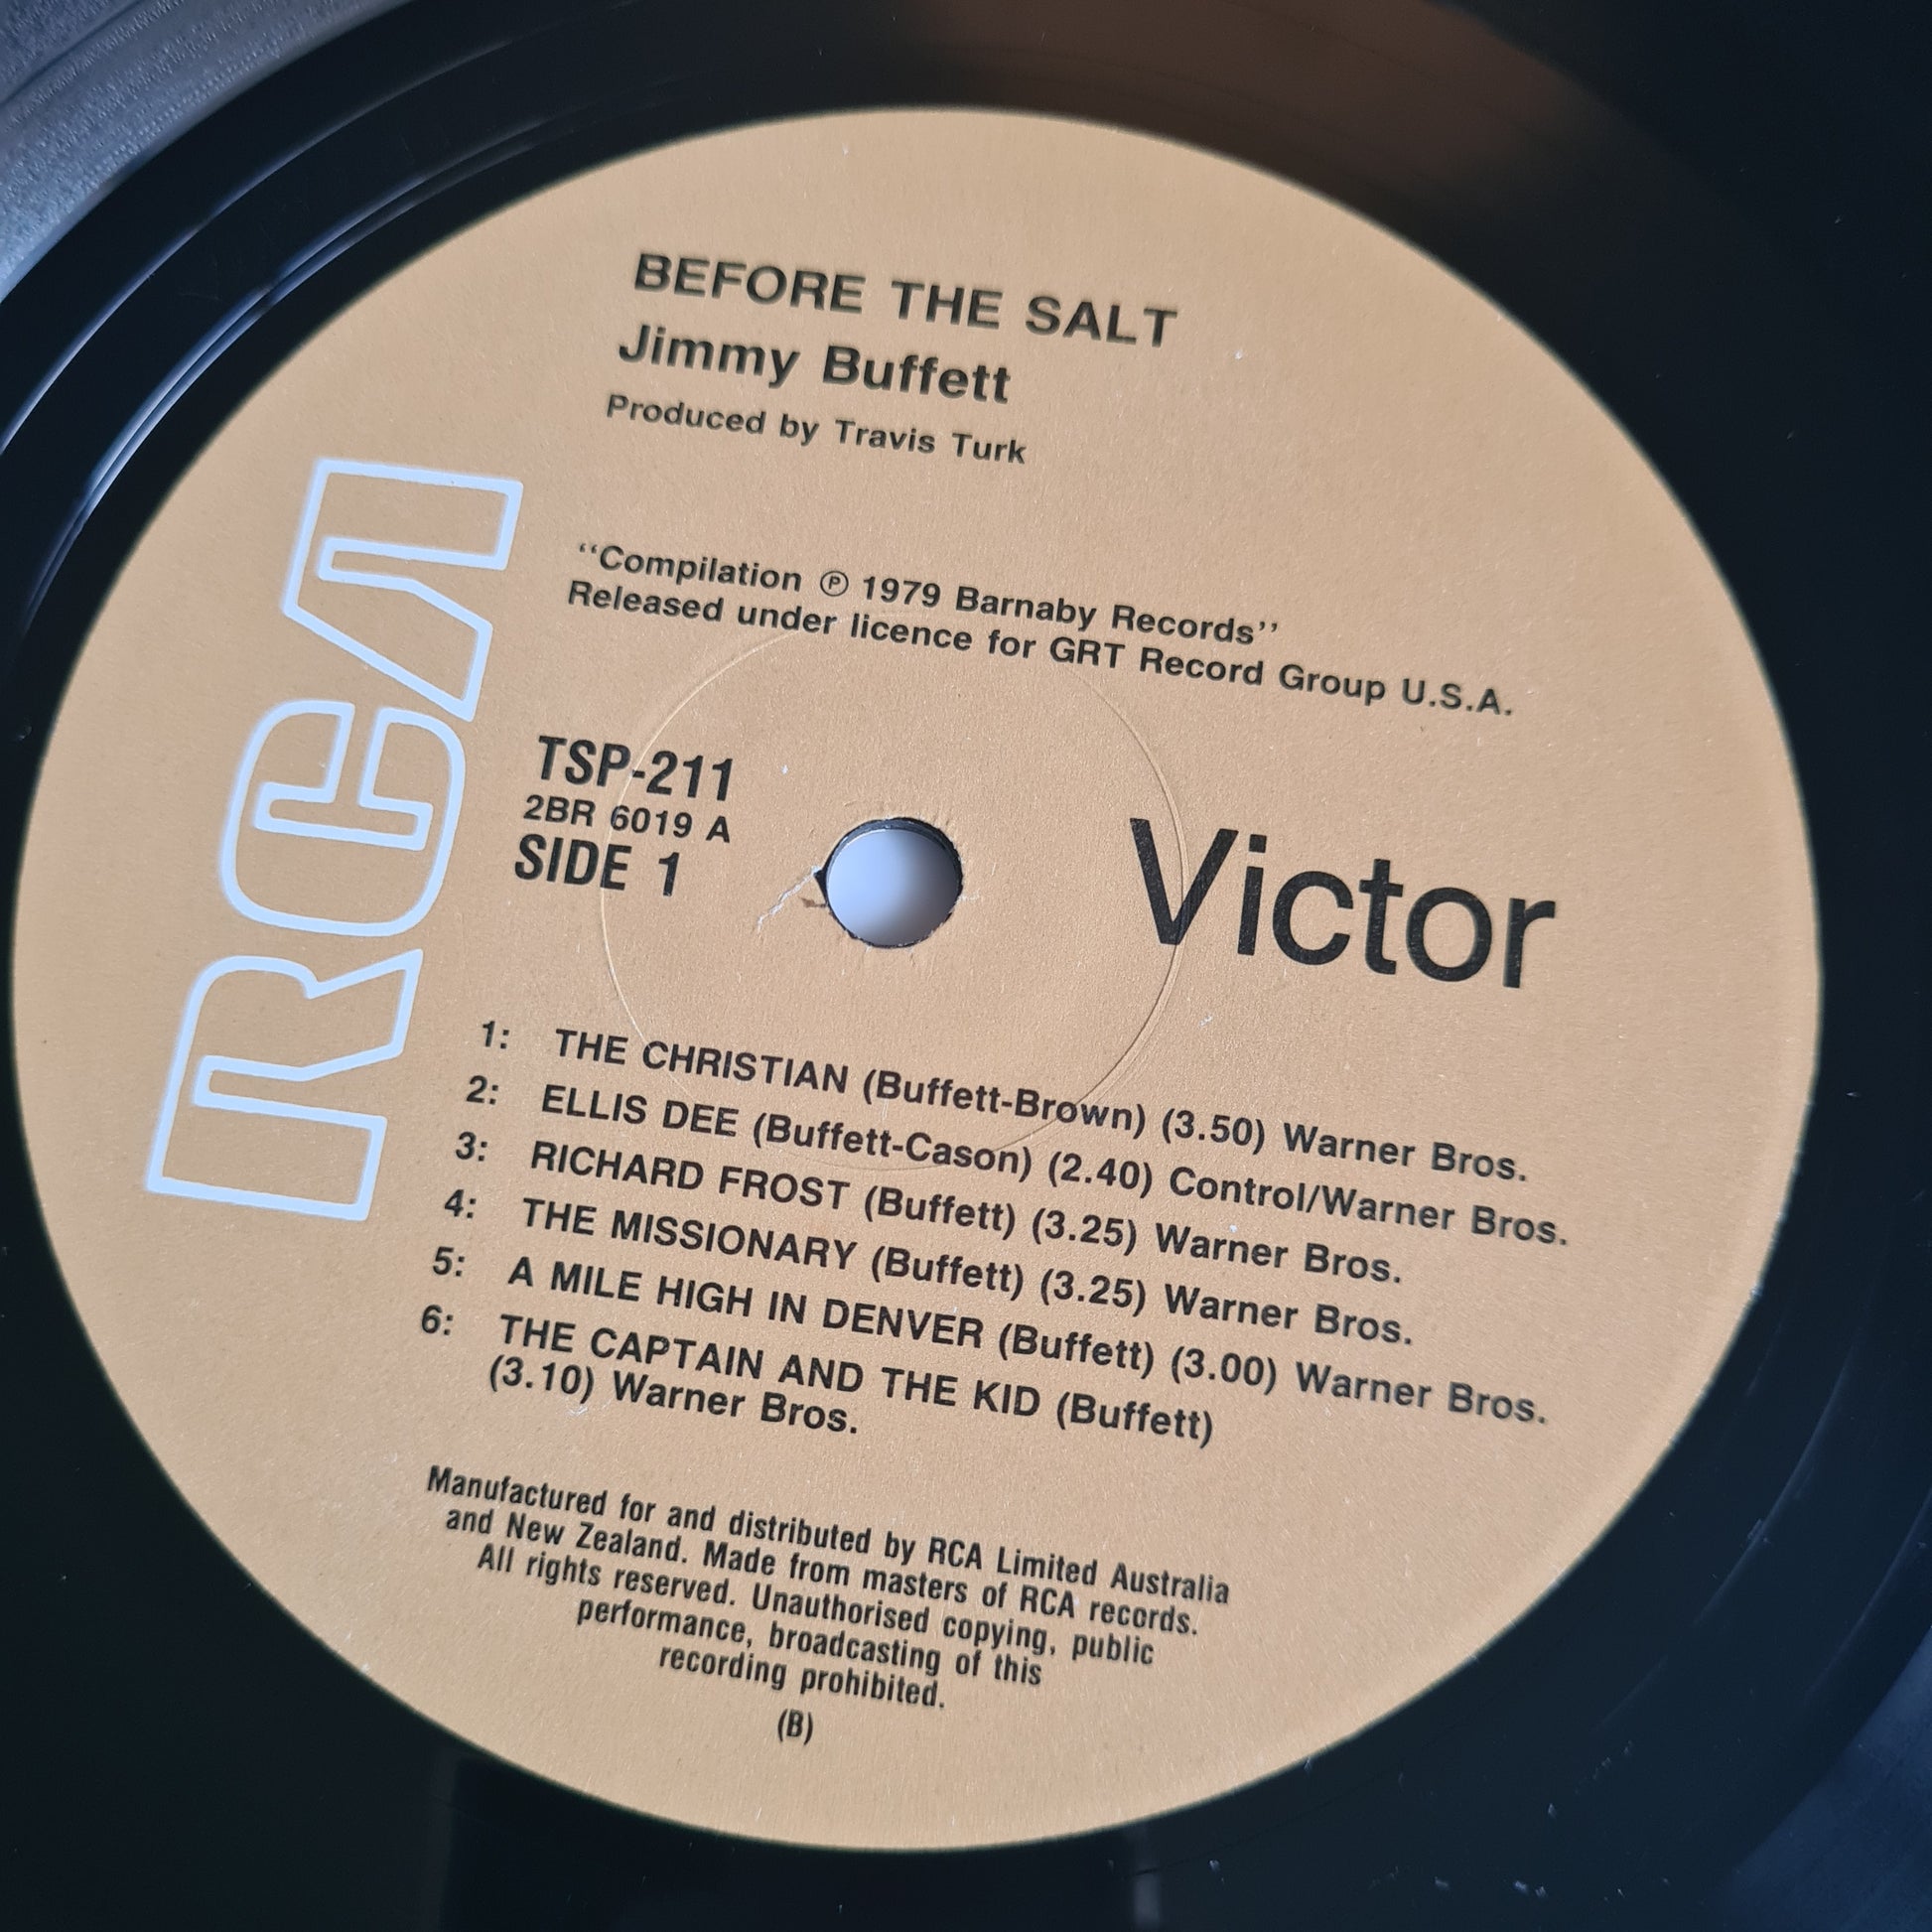 BEFORE THE SALT
Jimmy Buffett
Produced by Travis Turk
RCA
‘‘Compilation ℗ 1979 Barnaby Records’’
Released under licence for GRT Record Group U.S.A.
TSP-211
2BR 6019 A
SIDE 1
Victor
1: THE CHRISTIAN (Buffett-Brown) (3.50) Warner Bros.
2: ELLIS DEE (Buffett-Cason) (2.40) Control/Warner Bros.
3: RICHARD FROST (Buffett) (3.25) Warner Bros.
4: THE MISSIONARY (Buffett) (3.25) Warner Bros.
5: A MILE HIGH IN DENVER (Buffett) (3.00) Warner Bros.
6: THE CAPTAIN AND THE KID (Buffett)
(3.10) Warner Bros.
Manufactured for and distributed by RCA Limited Australia
and New Zealand. Made from masters of RCA records.
All rights reserved. Unauthorised copying, public
performance, broadcasting of this
recording prohibited.
(B)